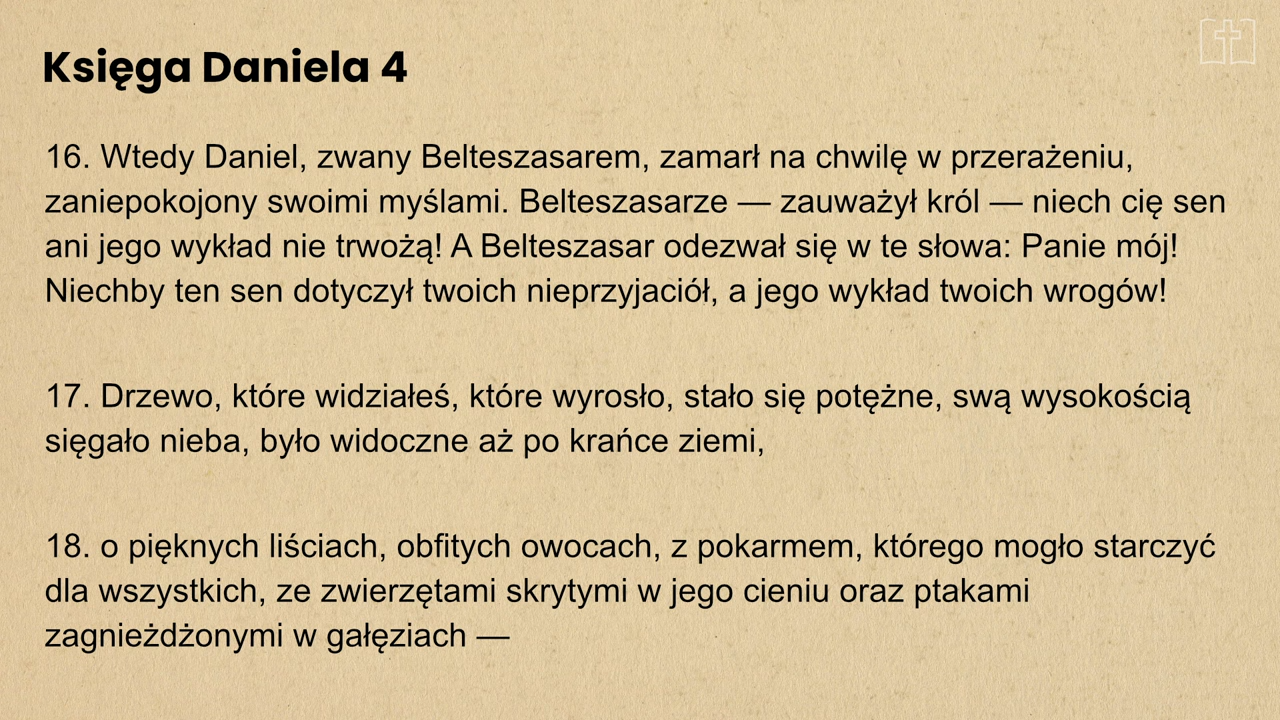 Księga Daniela 4
16. Wtedy Daniel, zwany Belteszasarem, zamarł na chwilę w przerażeniu,
zaniepokojony swoimi myślami. Belteszasarze — zauważył król — niech cię sen
ani jego wykład nie trwożą! A Belteszasar odezwał się w te słowa: Panie mój!
Niechby ten sen dotyczył twoich nieprzyjaciół, a jego wykład twoich wrogów!
17. Drzewo, które widziałeś, które wyrosło, stało się potężne, swą wysokością
sięgało nieba, było widoczne aż po krańce ziemi,
18. o pięknych liściach, obfitych owocach, z pokarmem, którego mogło starczyć
dla wszystkich, ze zwierzętami skrytymi w jego cieniu oraz ptakami
zagnieżdżonymi w gałęziach —